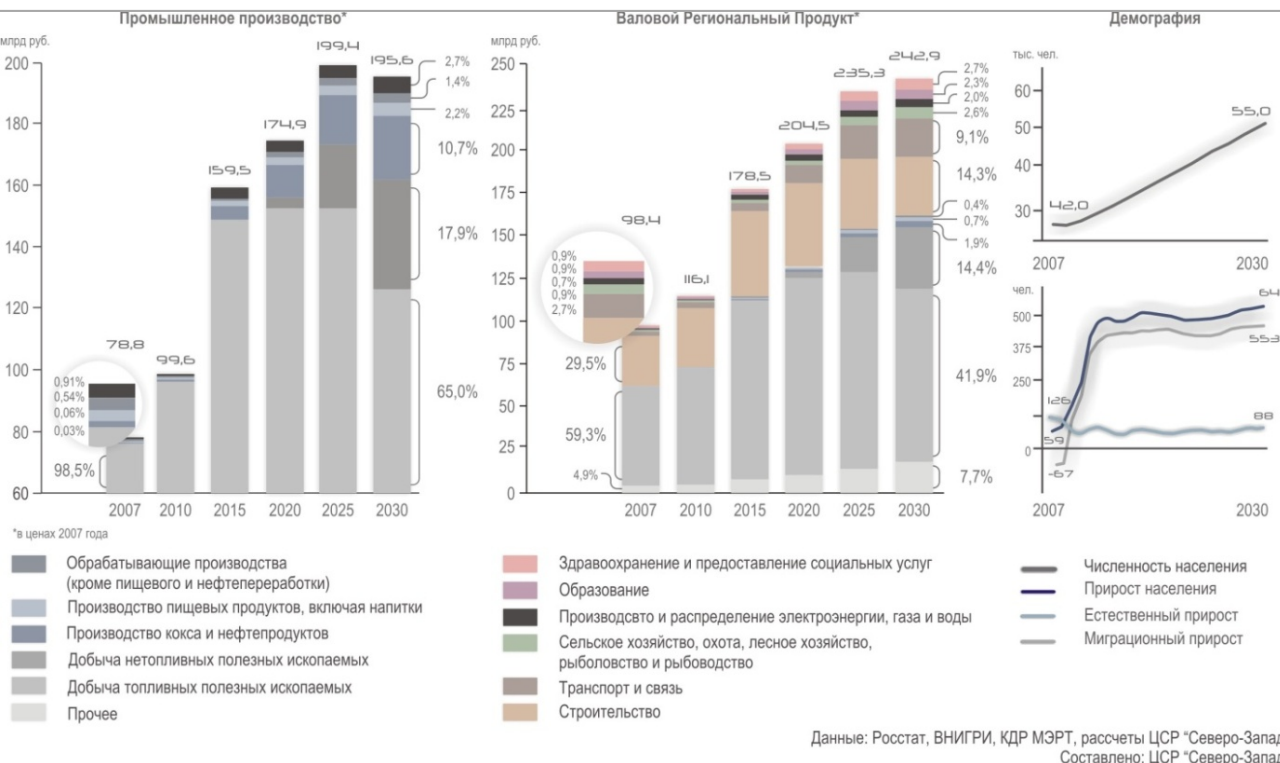 Промышленное производство*
млрд руб.
200
180
160
140
120
100
80
60
78,8
99,6
159,5
174,9
199,4
195,6
0,91%
0,54%
0,06%
0,03%
98,5%
2,7%
1,4%
2,2%
10,7%
17,9%
65,0%
2007 2010 2015 2020 2025 2030
*в ценах 2007 года
Валовой Региональный Продукт*
млрд руб.
250
225
200
175
150
125
100
75
50
25
0
98,4
116,1
178,5
204,5
235,3
242,9
0,9%
0,9%
0,7%
0,9%
2,7%
29,5%
59,3%
4,9%
2,7%
2,3%
2,0%
2,6%
9,1%
14,3%
0,4%
0,7%
1,9%
14,4%
41,9%
7,7%
2007 2010 2015 2020 2025 2030
Демография
тыс. чел.
60
50
40
30
42,0
55,0
2007 2030
чел.
500
375
250
0
126
59
-67
64
553
88
2007 2030
Обрабатывающие производства
(кроме пищевого и нефтепереработки)
Производство пищевых продуктов, включая напитки
Производство кокса и нефтепродуктов
Добыча нетопливных полезных ископаемых
Добыча топливных полезных ископаемых
Прочее
Здравоохранение и предоставление социальных услуг
Образование
Производсвто и распределение электроэнергии, газа и воды
Сельское хозяйство, охота, лесное хозяйство,
рыболовство и рыбоводство
Транспорт и связь
Строительство
Численность населения
Прирост населения
Естественный прирост
Миграционный прирост
Данные: Росстат, ВНИГРИ, КДР МЭРТ, рассчеты ЦСР “Северо-Запад
Составлено: ЦСР “Северо-Запад